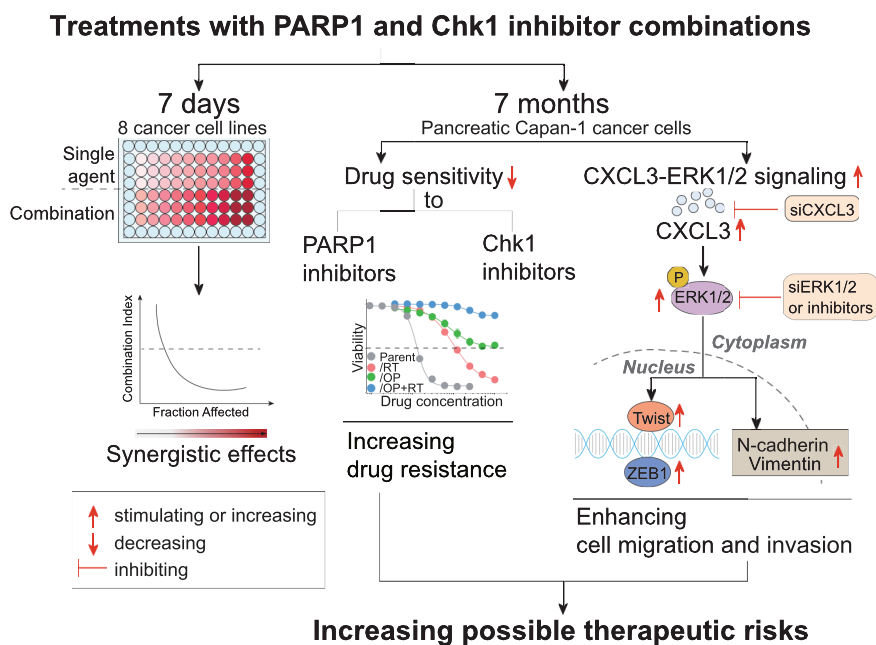 Treatments with PARP1 and Chk1 inhibitor combinations
7 days
8 cancer cell lines
Single
agent
Combination
Combination Index
Fraction Affected
Synergistic effects
stimulating or increasing
decreasing
inhibiting
7 months
Pancreatic Capan-1 cancer cells
Drug sensitivity
to
PARP1
inhibitors
Chk1
inhibitors
Viability
Parent
/RT
/OP
/OP+RT
Drug concentration
Increasing
drug resistance
CXCL3-ERK1/2 signaling
siCXCL3
CXCL3
P
ERK1/2
siERK1/2
or inhibitors
Cytoplasm
Nucleus
Twist
ZEB1
N-cadherin
Vimentin
Enhancing
cell migration and invasion
Increasing possible therapeutic risks